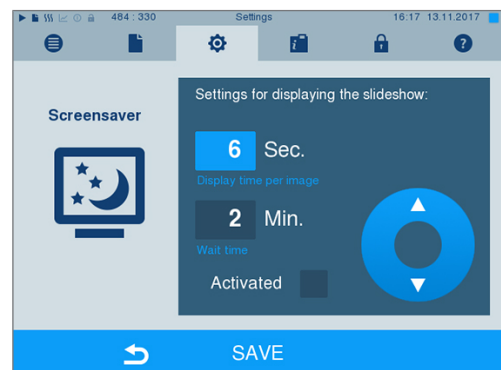 484 : 330 Settings 16:17 13.11.2017
Screensaver
Settings for displaying the slideshow:
6 Sec.
Display time per image
2 Min.
Wait time
Activated
SAVE